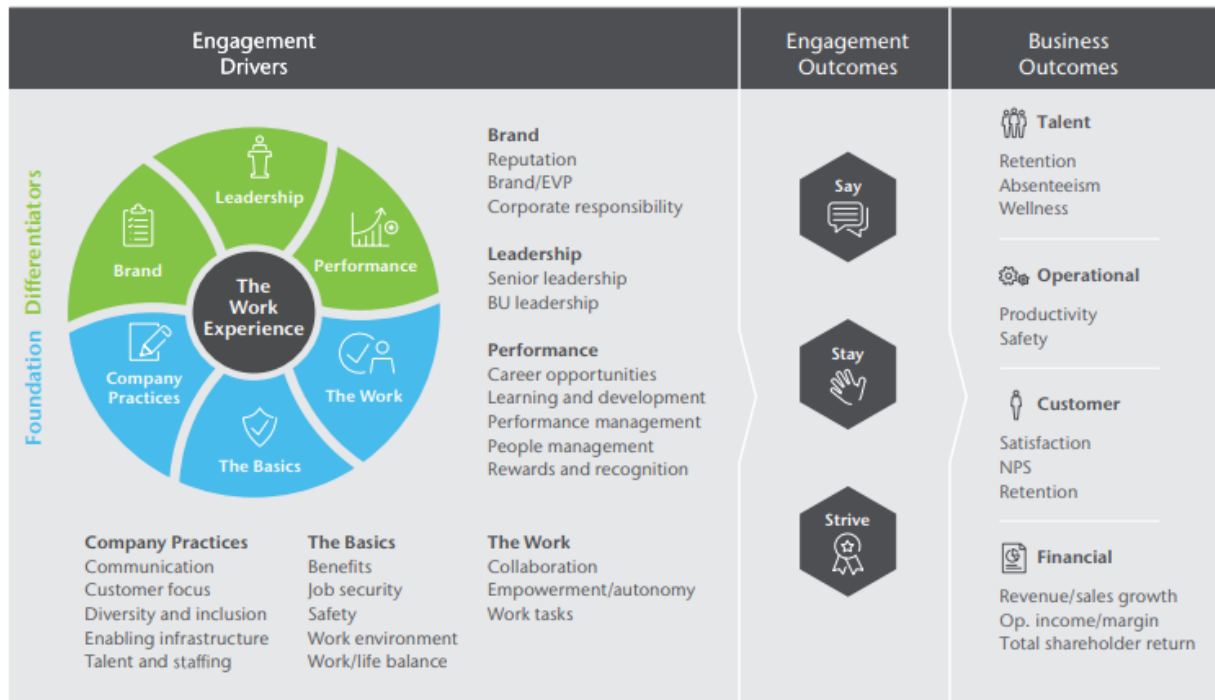 Engagement
Drivers
Engagement
Outcomes
Business
Outcomes
Differentiators
Foundation
Leadership
Performance
Brand
The
Work
Experience
Company
Practices
The Work
The Basics
Brand
Reputation
Brand/EVP
Corporate responsibility
Leadership
Senior leadership
BU leadership
Performance
Career opportunities
Learning and development
Performance management
People management
Rewards and recognition
Company Practices
Communication
Customer focus
Diversity and inclusion
Enabling infrastructure
Talent and staffing
The Basics
Benefits
Job security
Safety
Work environment
Work/life balance
The Work
Collaboration
Empowerment/autonomy
Work tasks
Say
Stay
Strive
Talent
Retention
Absenteeism
Wellness
Operational
Productivity
Safety
Customer
Satisfaction
NPS
Retention
Financial
Revenue/sales growth
Op. income/margin
Total shareholder return